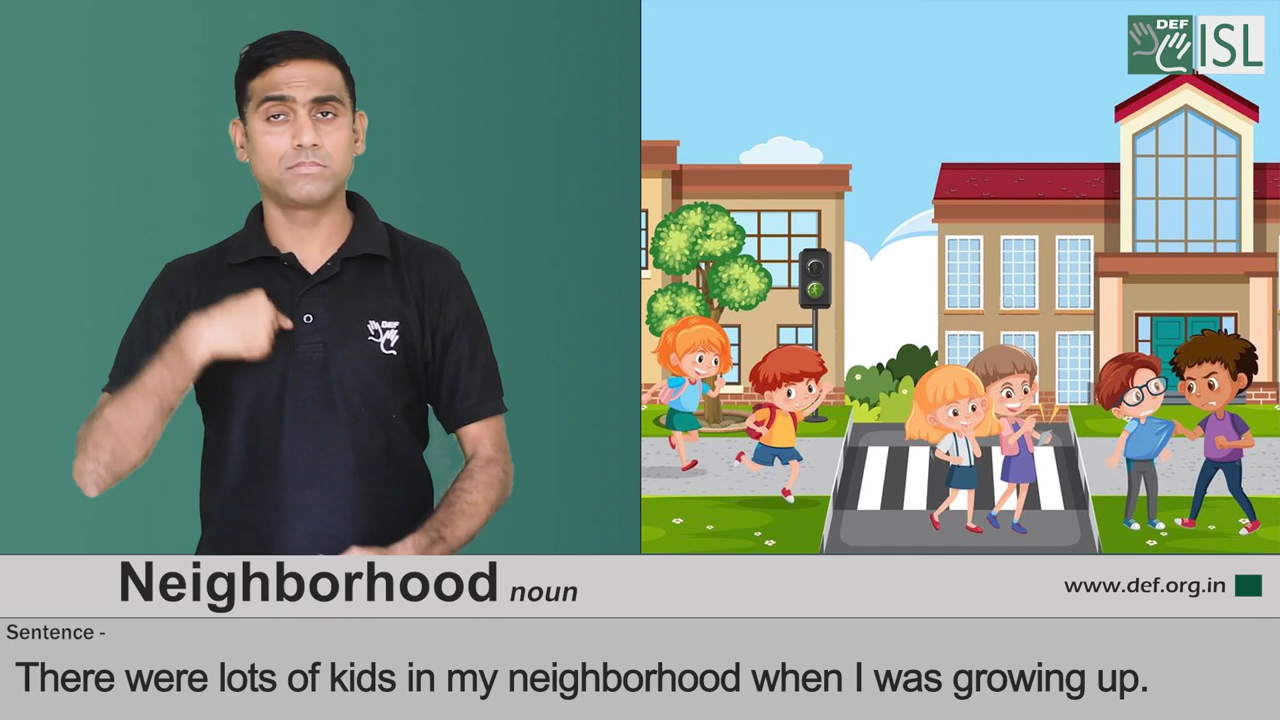 DEF
ISL
DEF
Neighborhood noun
www.def.org.in
Sentence -
There were lots of kids in my neighborhood when I was growing up.